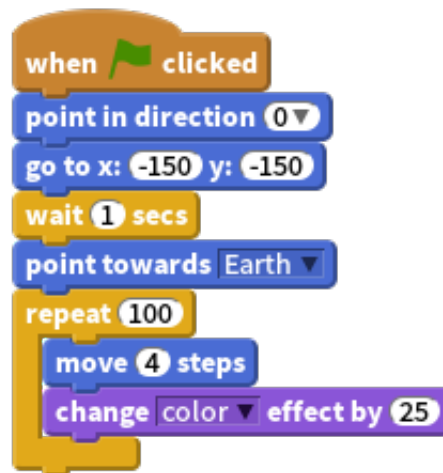 when clicked
point in direction 0
go to x: -150 y: -150
wait 1 secs
point towards Earth
repeat 100
move 4 steps
change color effect by 25